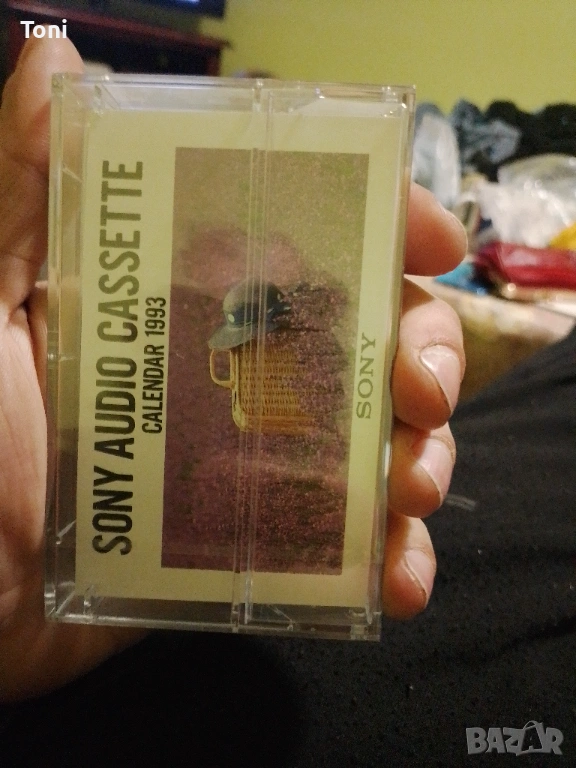 Toni
SONY AUDIO CASSETTE
CALENDAR 1993
SONY
BAZAR